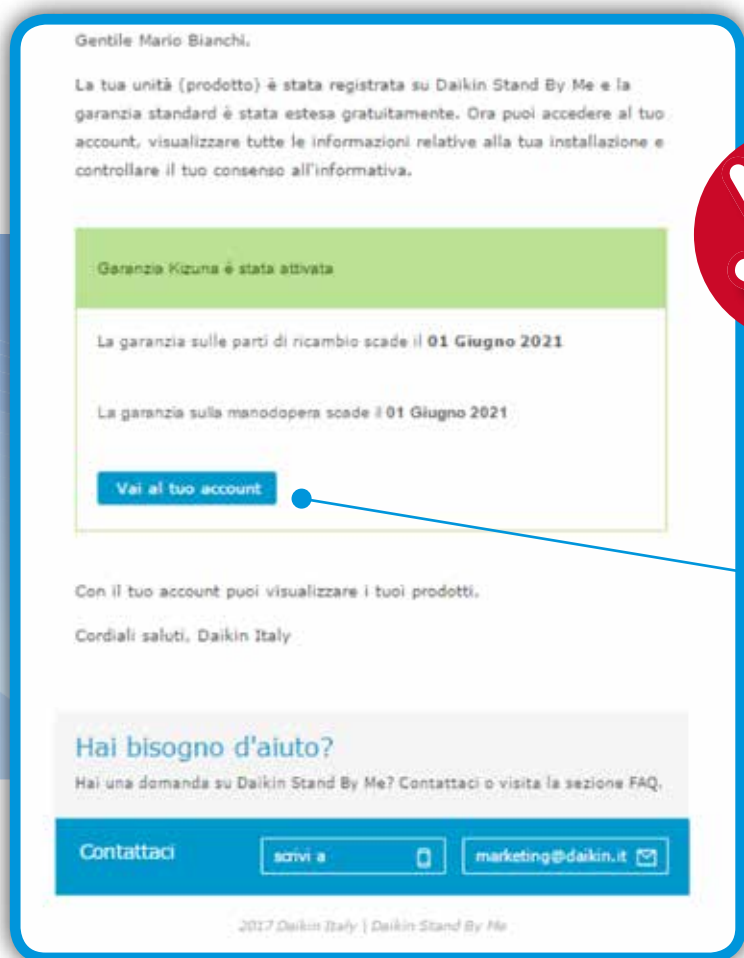 Gentile Mario Bianchi,
La tua unità (prodotto) è stata registrata su Daikin Stand By Me e la
garanzia standard è stata estesa gratuitamente. Ora puoi accedere al tuo
account, visualizzare tutte le informazioni relative alla tua installazione e
controllare il tuo consenso all'informativa.
Garanzia Kizuna è stata attivata
La garanzia sulle parti di ricambio scade il 01 Giugno 2021
La garanzia sulla manodopera scade il 01 Giugno 2021
Vai al tuo account
Con il tuo account puoi visualizzare i tuoi prodotti.
Cordiali saluti, Daikin Italy
Hai bisogno d'aiuto?
Hai una domanda su Daikin Stand By Me? Contattaci o visita la sezione FAQ.
Contattaci
scrivi a
marketing@daikin.it
2017 Daikin Italy | Daikin Stand By Me